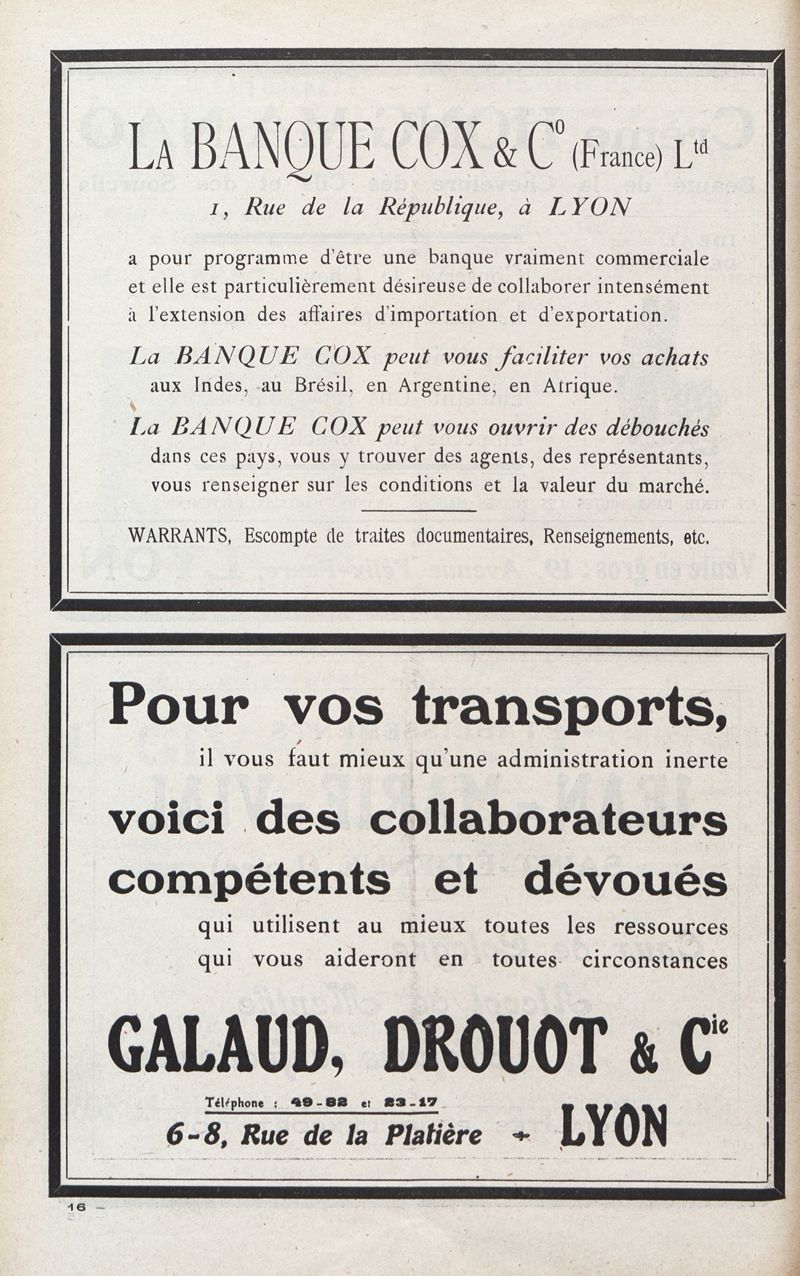 LA BANQUE COX & Cº (France) Ltd
1, Rue de la République, à LYON
a pour programme d'être une banque vraiment commerciale
et elle est particulièrement désireuse de collaborer intensément
à l'extension des affaires d'importation et d'exportation.
La BANQUE COX peut vous faciliter vos achats
aux Indes, au Brésil, en Argentine, en Afrique.
La BANQUE COX peut vous ouvrir des débouchés
dans ces pays, vous y trouver des agents, des représentants,
vous renseigner sur les conditions et la valeur du marché.
WARRANTS, Escompte de traites documentaires, Renseignements, etc.
Pour vos transports,
il vous faut mieux qu'une administration inerte
voici des collaborateurs
compétents et dévoués
qui utilisent au mieux toutes les ressources
qui vous aideront en toutes circonstances
GALAUD, DROUOT & Cie
Téléphone : 49-82 et 23-17
6-8, Rue de la Platière - LYON
16 —